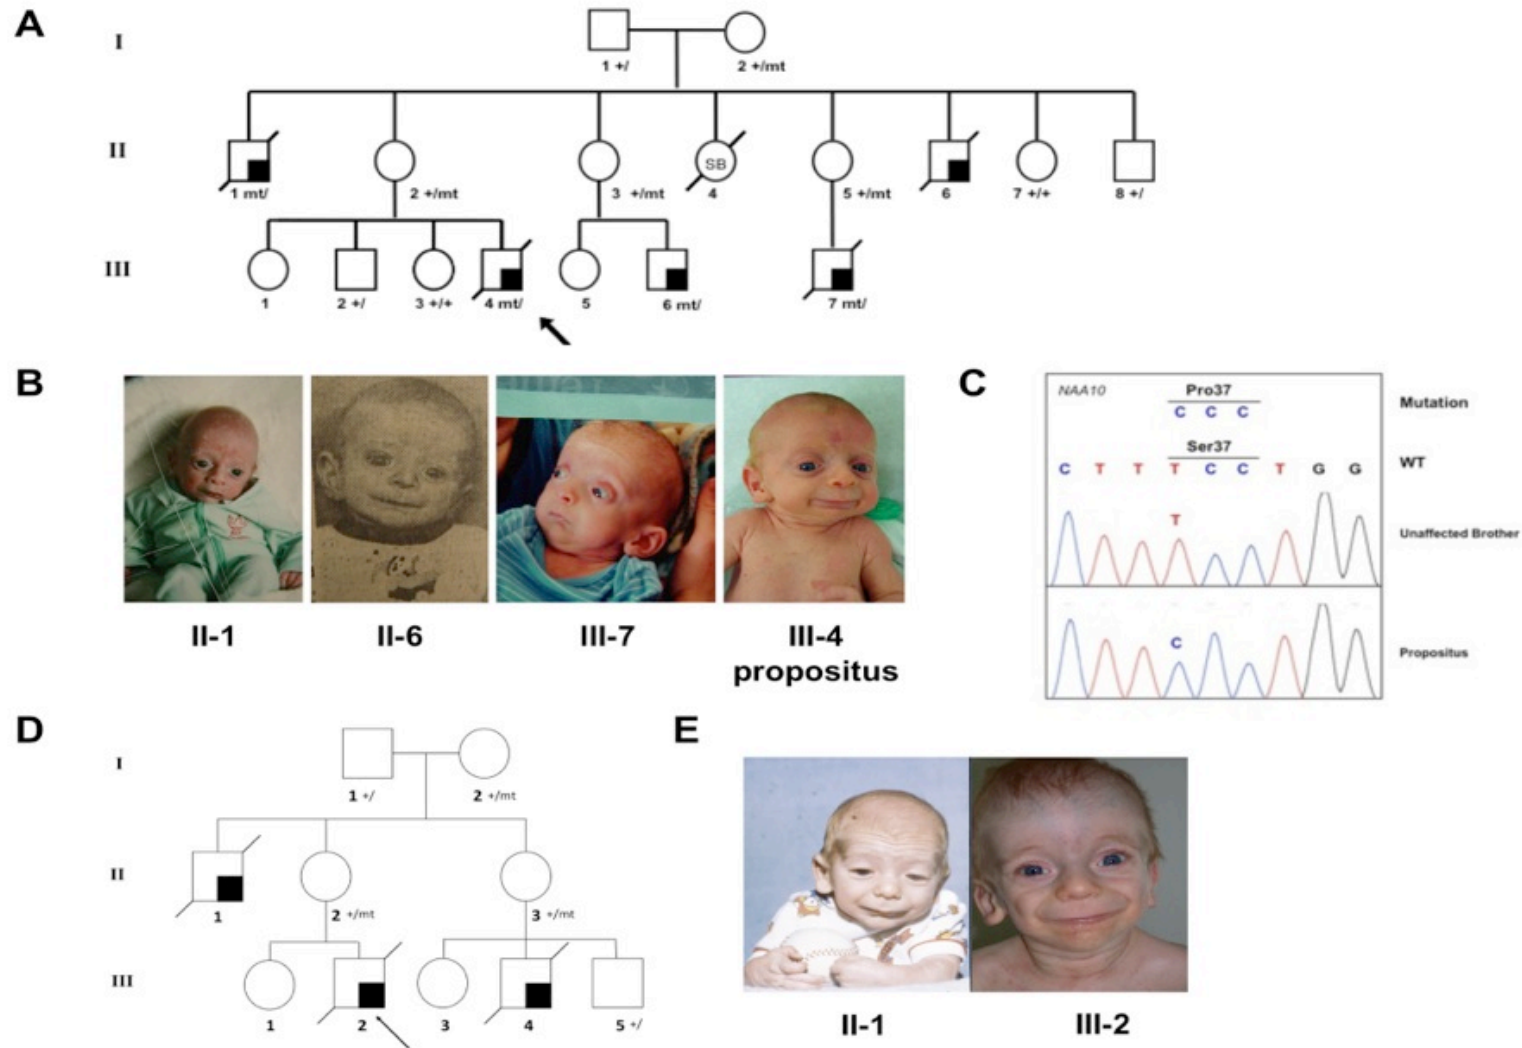 A
I
1 +/
2 +/mt
II
SB
1 mt/
2 +/mt
3 +/mt
4
5 +/mt
6
7 +/+
8 +/
III
1
2 +/
3 +/+
4 mt/
5
6 mt/
7 mt/
B
II-1
II-6
III-7
III-4
propositus
C
NAA10
Pro37
C C C
Mutation
Ser37
C T T T C C T G G
WT
T
Unaffected Brother
C
Propositus
D
I
1 +/
2 +/mt
II
1
2 +/mt
3 +/mt
III
1
2
3
4
5 +/
E
II-1
III-2